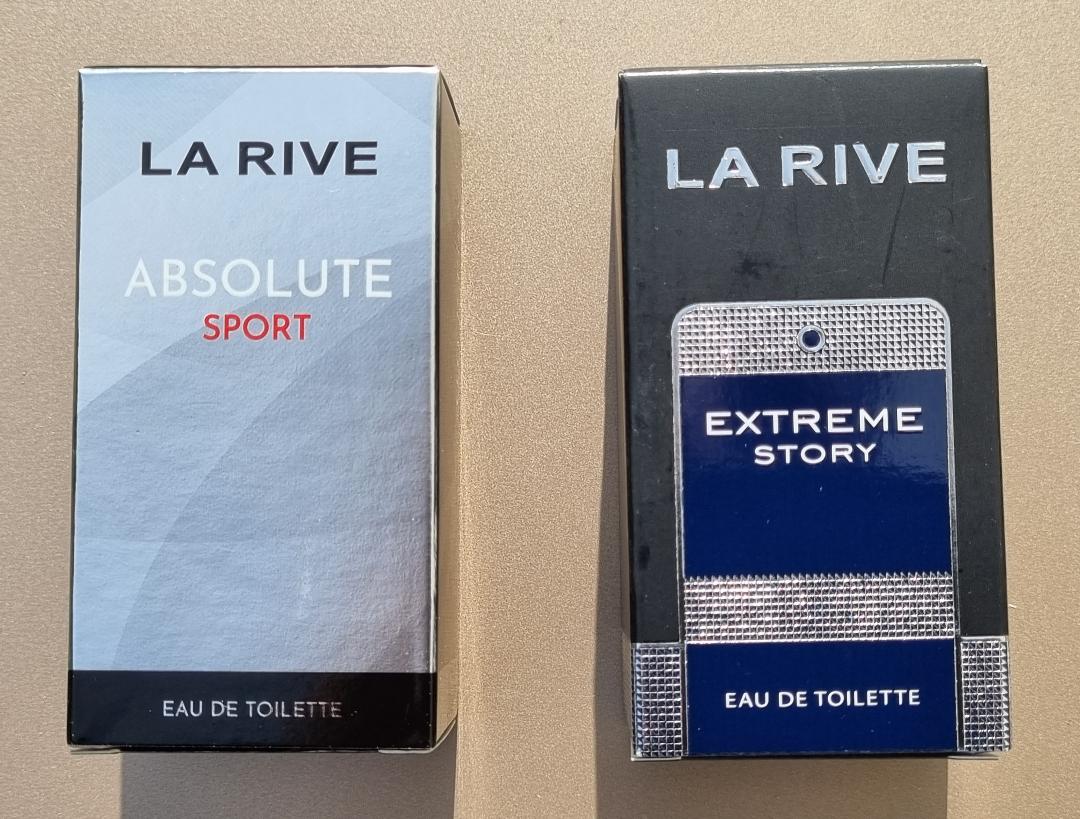 LA RIVE
ABSOLUTE
SPORT
EAU DE TOILETTE
LA RIVE
EXTREME
STORY
EAU DE TOILETTE